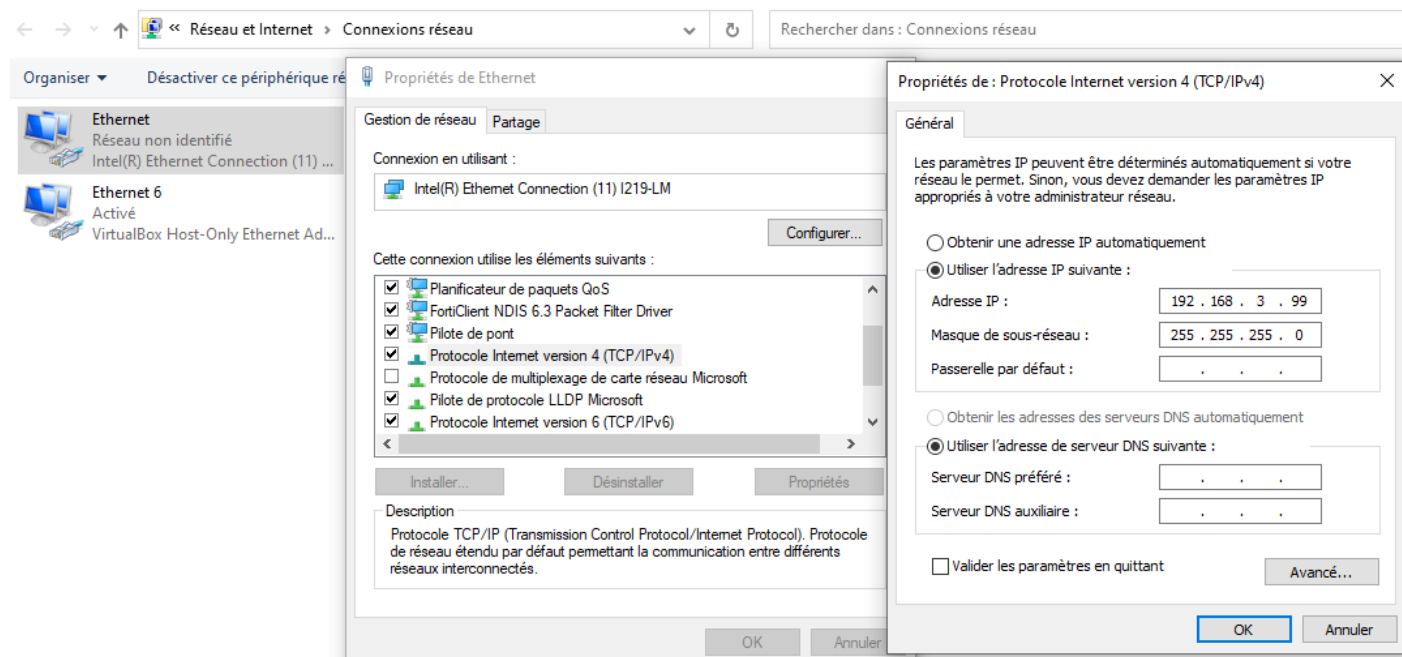 « Réseau et Internet › Connexions réseau
Rechercher dans : Connexions réseau
Organiser
Désactiver ce périphérique ré
Ethernet
Réseau non identifié
Intel(R) Ethernet Connection (11) ...
Ethernet 6
Activé
VirtualBox Host-Only Ethernet Ad...
Propriétés de Ethernet
Gestion de réseau
Partage
Connexion en utilisant :
Intel(R) Ethernet Connection (11) I219-LM
Configurer...
Cette connexion utilise les éléments suivants :
Planificateur de paquets QoS
FortiClient NDIS 6.3 Packet Filter Driver
Pilote de pont
Protocole Internet version 4 (TCP/IPv4)
Protocole de multiplexage de carte réseau Microsoft
Pilote de protocole LLDP Microsoft
Protocole Internet version 6 (TCP/IPv6)
Installer...
Désinstaller
Propriétés
Description
Protocole TCP/IP (Transmission Control Protocol/Internet Protocol). Protocole
de réseau étendu par défaut permettant la communication entre différents
réseaux interconnectés.
OK
Annuler
Propriétés de : Protocole Internet version 4 (TCP/IPv4)
Général
Les paramètres IP peuvent être déterminés automatiquement si votre
réseau le permet. Sinon, vous devez demander les paramètres IP
appropriés à votre administrateur réseau.
Obtenir une adresse IP automatiquement
Utiliser l'adresse IP suivante :
Adresse IP :
192 . 168 . 3 . 99
Masque de sous-réseau :
255 . 255 . 255 . 0
Passerelle par défaut :
. . .
Obtenir les adresses des serveurs DNS automatiquement
Utiliser l'adresse de serveur DNS suivante :
Serveur DNS préféré :
. . .
Serveur DNS auxiliaire :
. . .
Valider les paramètres en quittant
Avancé...
OK
Annuler